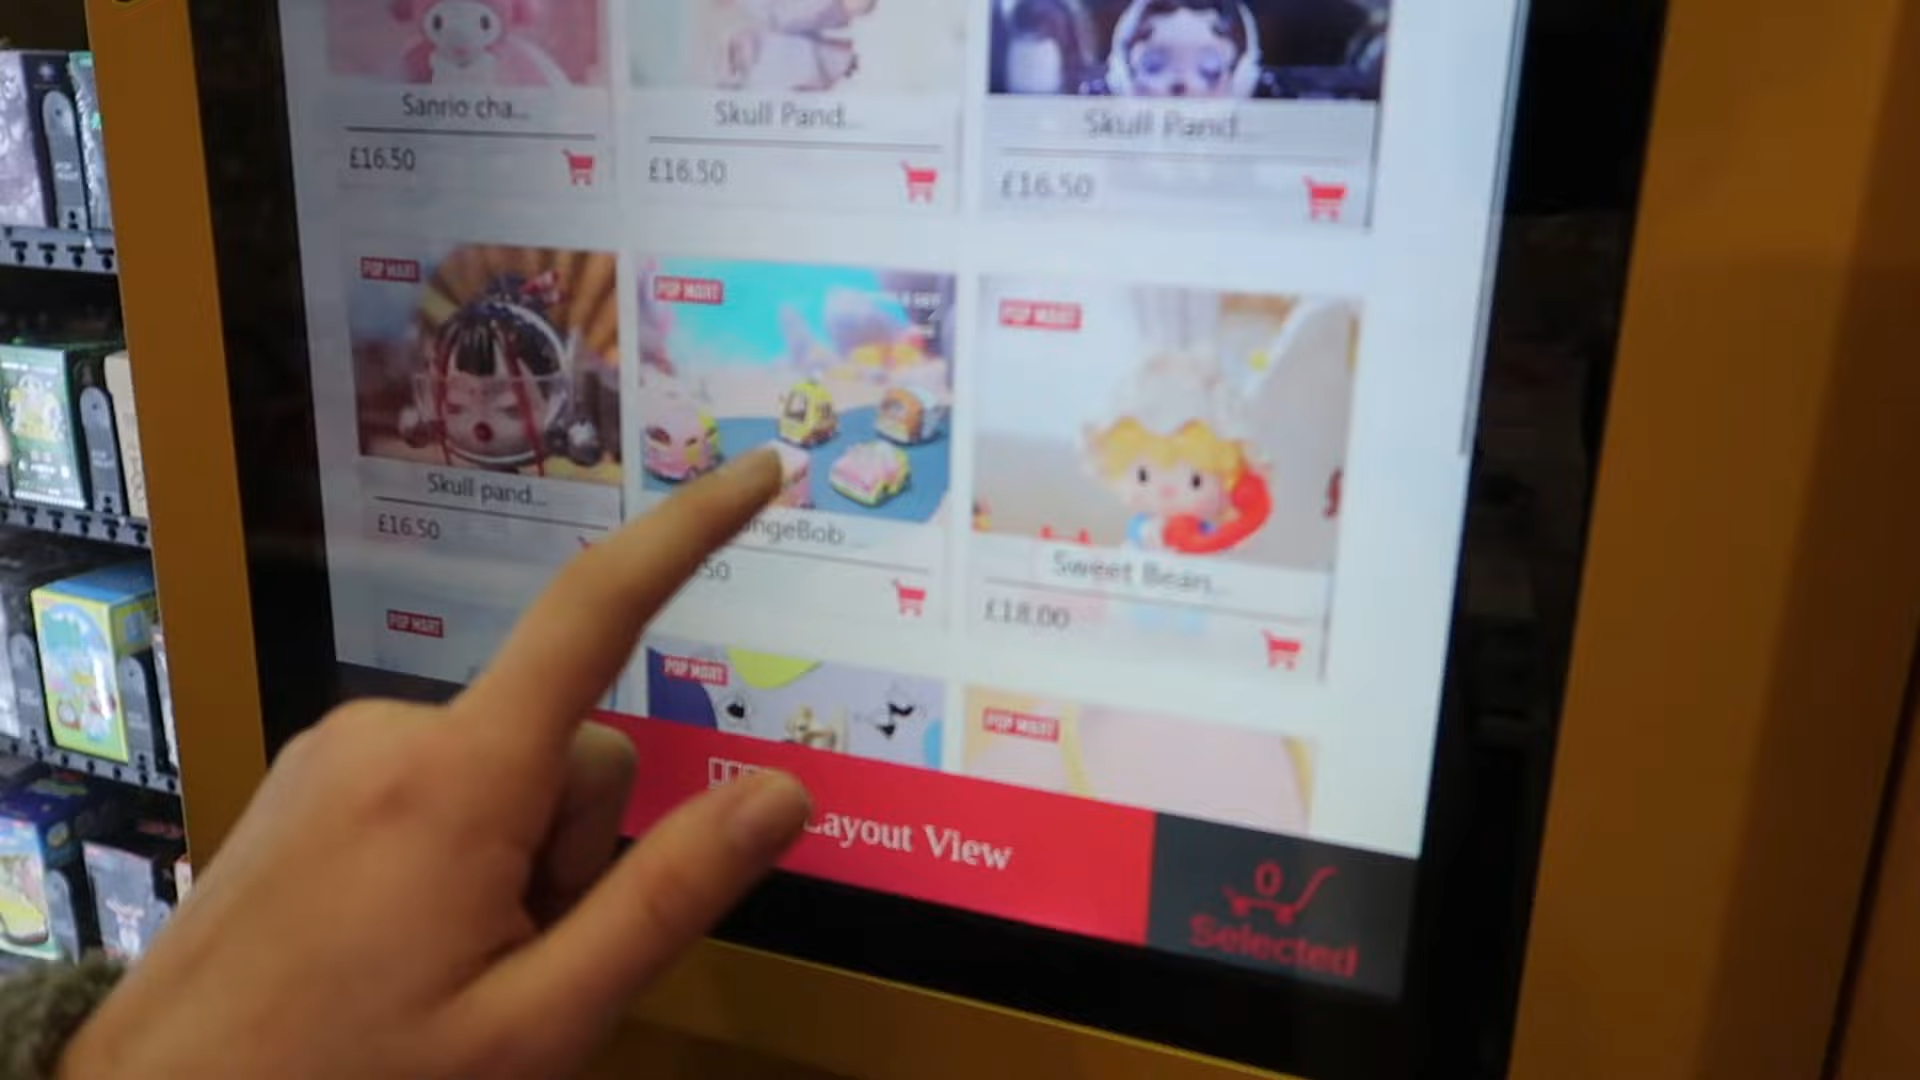 Sanrio cha...
Skull Pand...
Skull Pand...
£16.50
£16.50
£16.50
POP MART
POP MART
POP MART
Skull pand...
ngeBob ...
Sweet Bean...
£16.50
50
£18.00
POP MART
POP MART
POP MART
Layout View
0
Selected